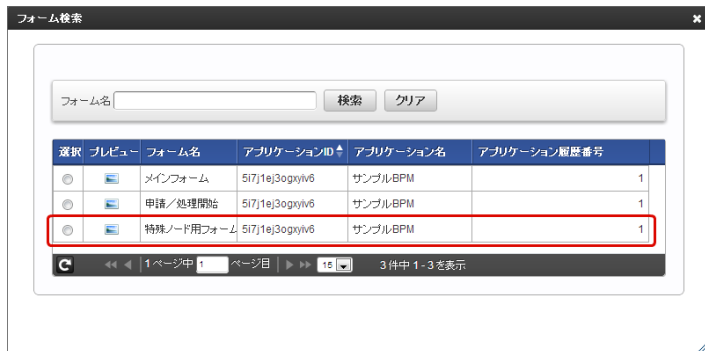 フォーム検索
フォーム名 検索 クリア
選択 プレビュー フォーム名 アプリケーションID アプリケーション名 アプリケーション履歴番号
メインフォーム 5i7j1ej3ogxyiv6 サンプルBPM 1
申請／処理開始 5i7j1ej3ogxyiv6 サンプルBPM 1
特殊ノード用フォーム 5i7j1ej3ogxyiv6 サンプルBPM 1
1ページ中 1 ページ目 15 3件中 1 - 3 を表示